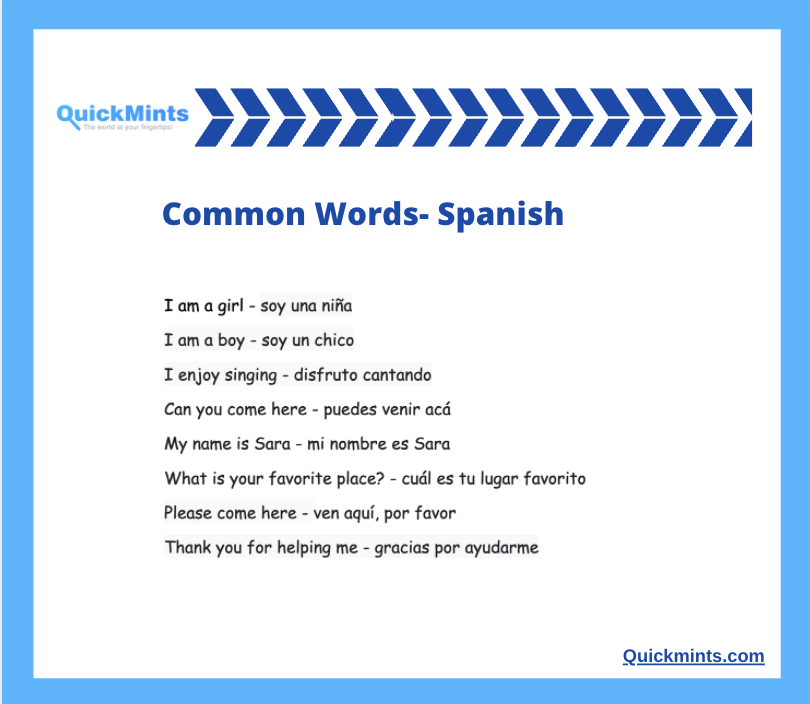 QuickMints
The world at your fingertips!
Common Words- Spanish
I am a girl - soy una niña
I am a boy - soy un chico
I enjoy singing - disfruto cantando
Can you come here - puedes venir acá
My name is Sara - mi nombre es Sara
What is your favorite place? - cuál es tu lugar favorito
Please come here - ven aquí, por favor
Thank you for helping me - gracias por ayudarme
Quickmints.com